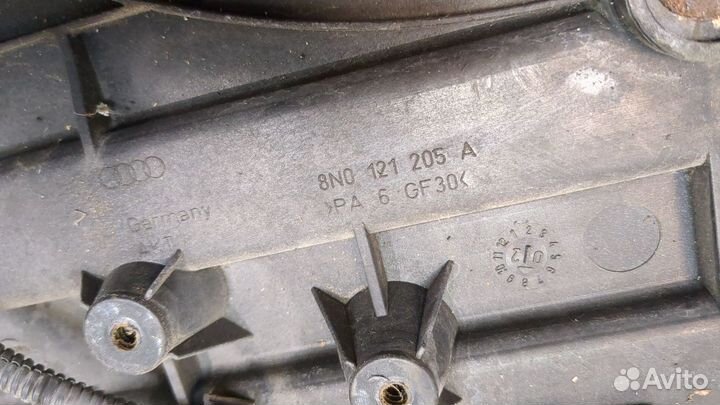 8N0 121 205 A
>PA 6 GF30<
Germany
Avito